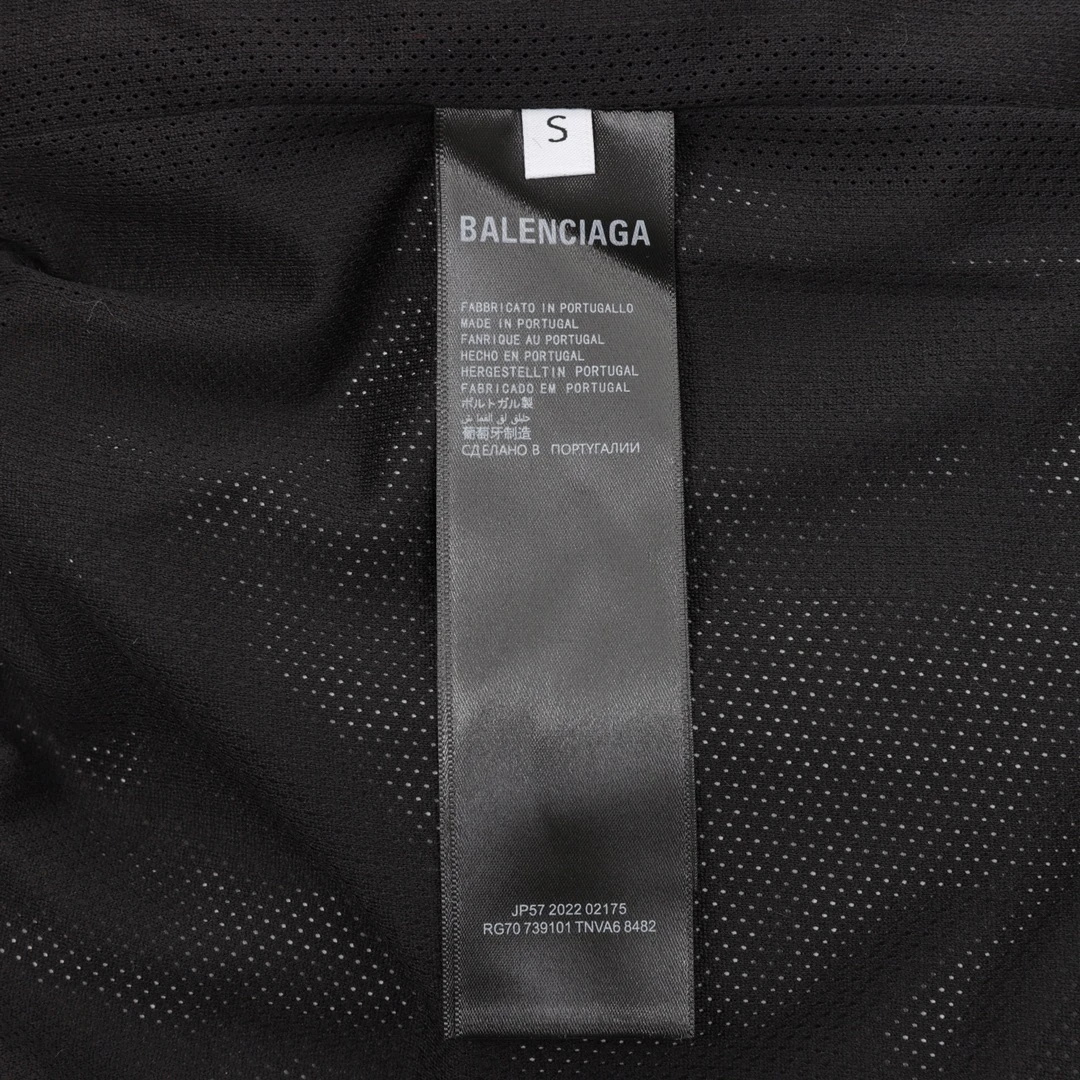 S
BALENCIAGA
FABBRICATO IN PORTUGALLO
MADE IN PORTUGAL
FANRIQUE AU PORTUGAL
HECHO EN PORTUGAL
HERGESTELLTIN PORTUGAL
FABRICADO EM PORTUGAL
ポルトガル製
葡萄牙制造
СДЕЛАНО В ПОРТУГАЛИИ
JP57 2022 02175
RG70 739101 TNVA6 8482